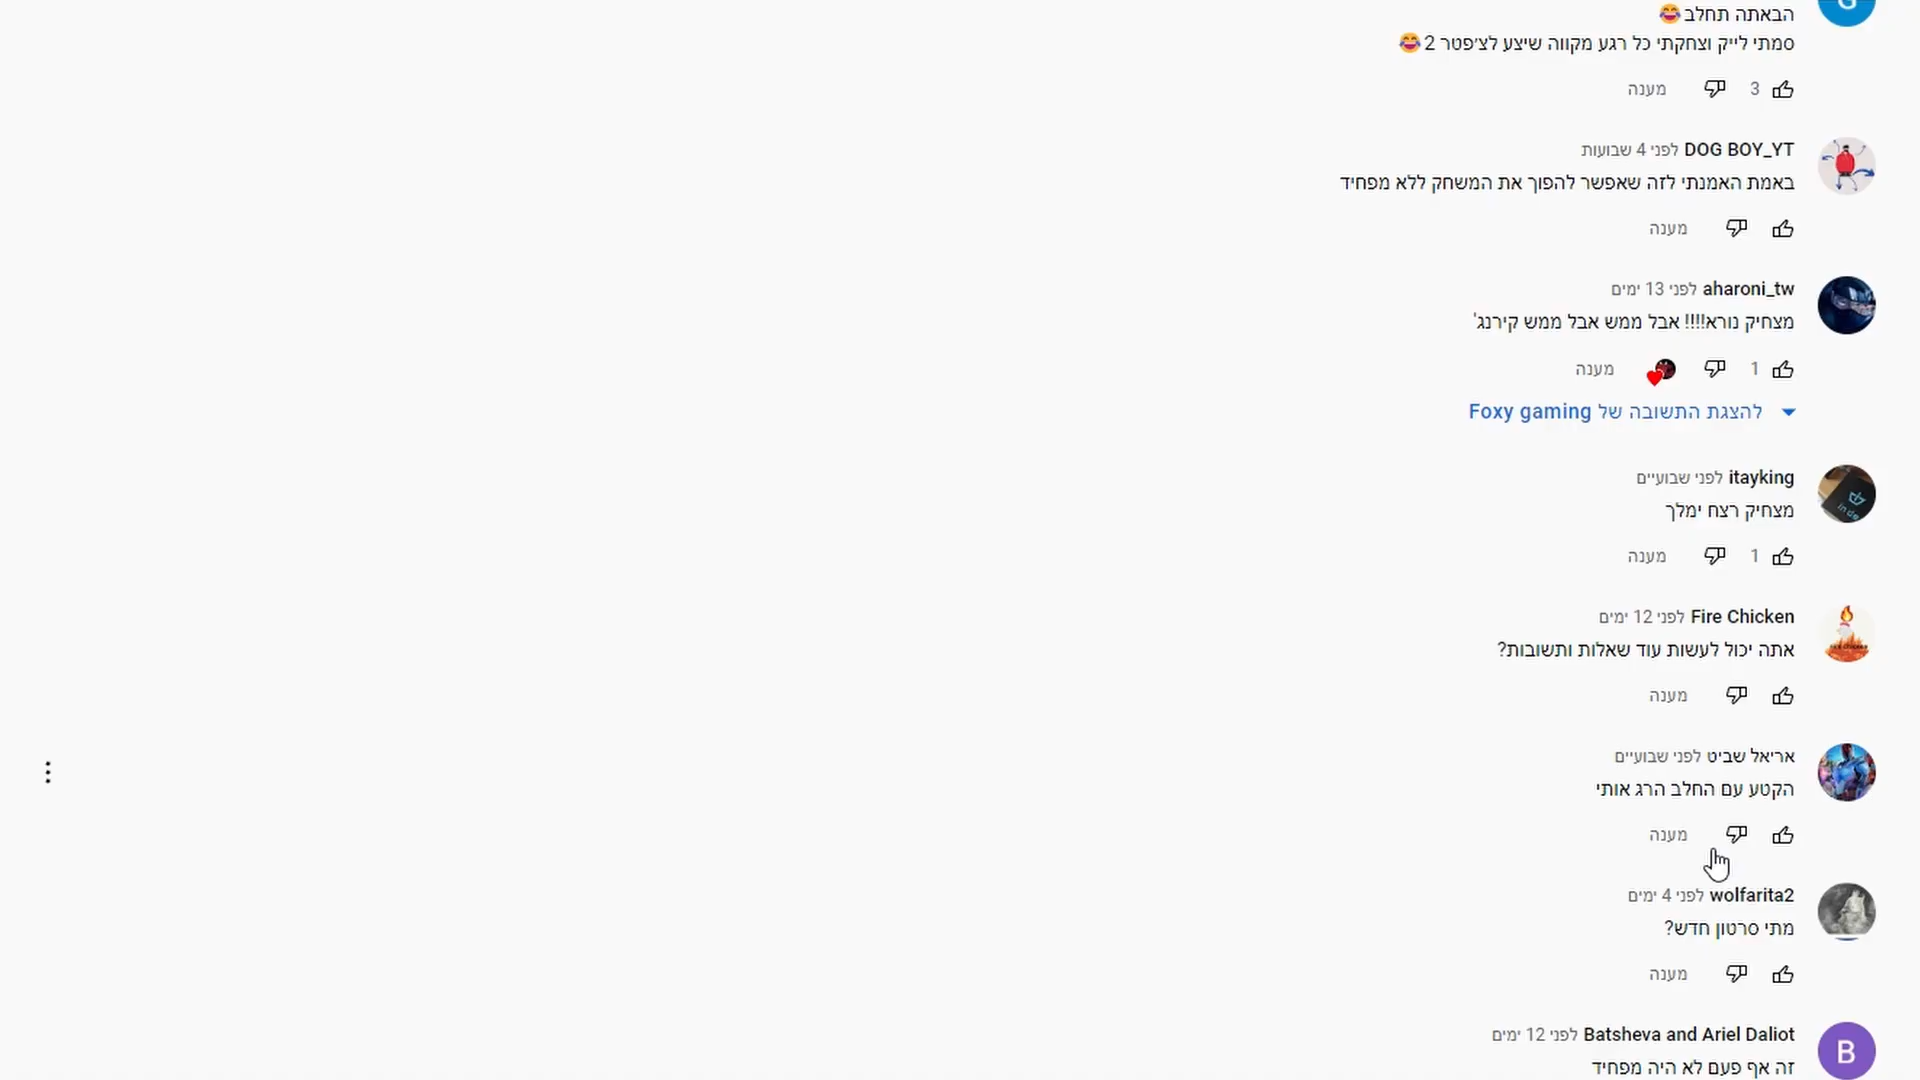 הבאתה תחלב😂
סמתי לייק וצחקתי כל רגע מקווה שיצע לצ'פטר 2😂
3 מענה
DOG BOY_YT לפני 4 שבועות
באמת האמנתי לזה שאפשר להפוך את המשחק ללא מפחיד
מענה
aharoni_tw לפני 13 ימים
מצחיק נורא!!!! אבל ממש אבל ממש קירנג'
1 מענה
להצגת התשובה של Foxy gaming
itayking לפני שבועיים
מצחיק רצח ימלך
1 מענה
Fire Chicken לפני 12 ימים
אתה יכול לעשות עוד שאלות ותשובות?
מענה
אריאל שביט לפני שבועיים
הקטע עם החלב הרג אותי
מענה
wolfarita2 לפני 4 ימים
מתי סרטון חדש?
מענה
Batsheva and Ariel Daliot לפני 12 ימים
B
זה אף פעם לא היה מפחיד